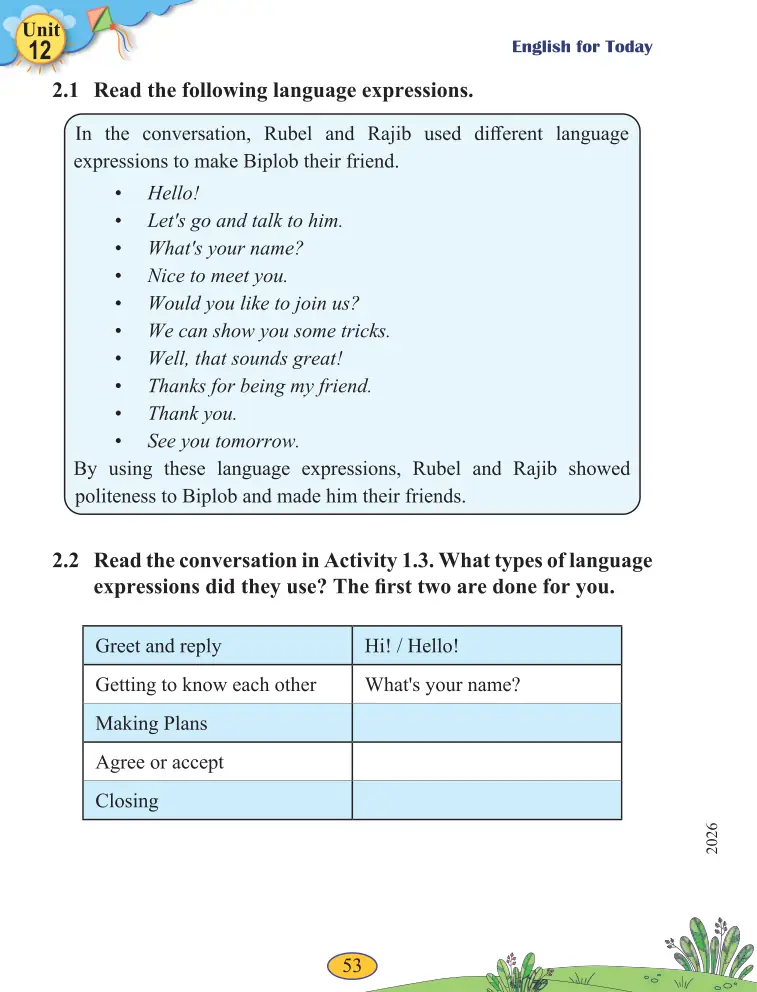 Unit
12
English for Today
2.1 Read the following language expressions.
In the conversation, Rubel and Rajib used different language
expressions to make Biplob their friend.
• Hello!
• Let's go and talk to him.
• What's your name?
• Nice to meet you.
• Would you like to join us?
• We can show you some tricks.
• Well, that sounds great!
• Thanks for being my friend.
• Thank you.
• See you tomorrow.
By using these language expressions, Rubel and Rajib showed
politeness to Biplob and made him their friends.
2.2 Read the conversation in Activity 1.3. What types of language
expressions did they use? The first two are done for you.
Greet and reply Hi! / Hello!
Getting to know each other What's your name?
Making Plans
Agree or accept
Closing
2026
53